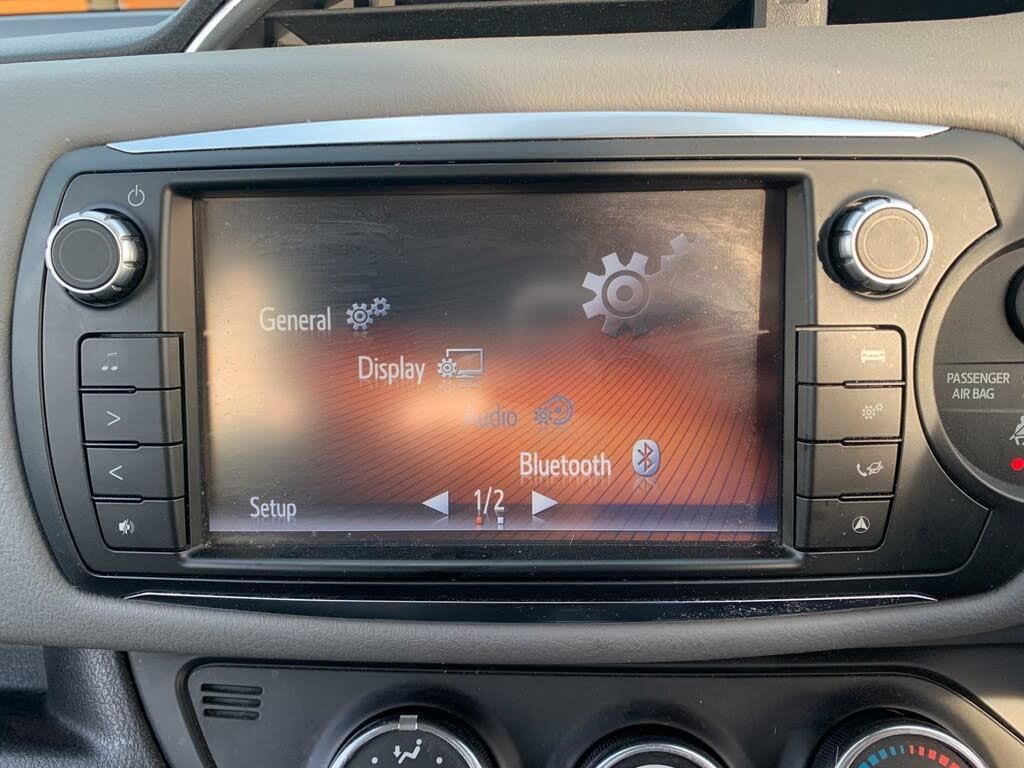 General
Display
Audio
Bluetooth
Setup
1/2
PASSENGER
AIR BAG